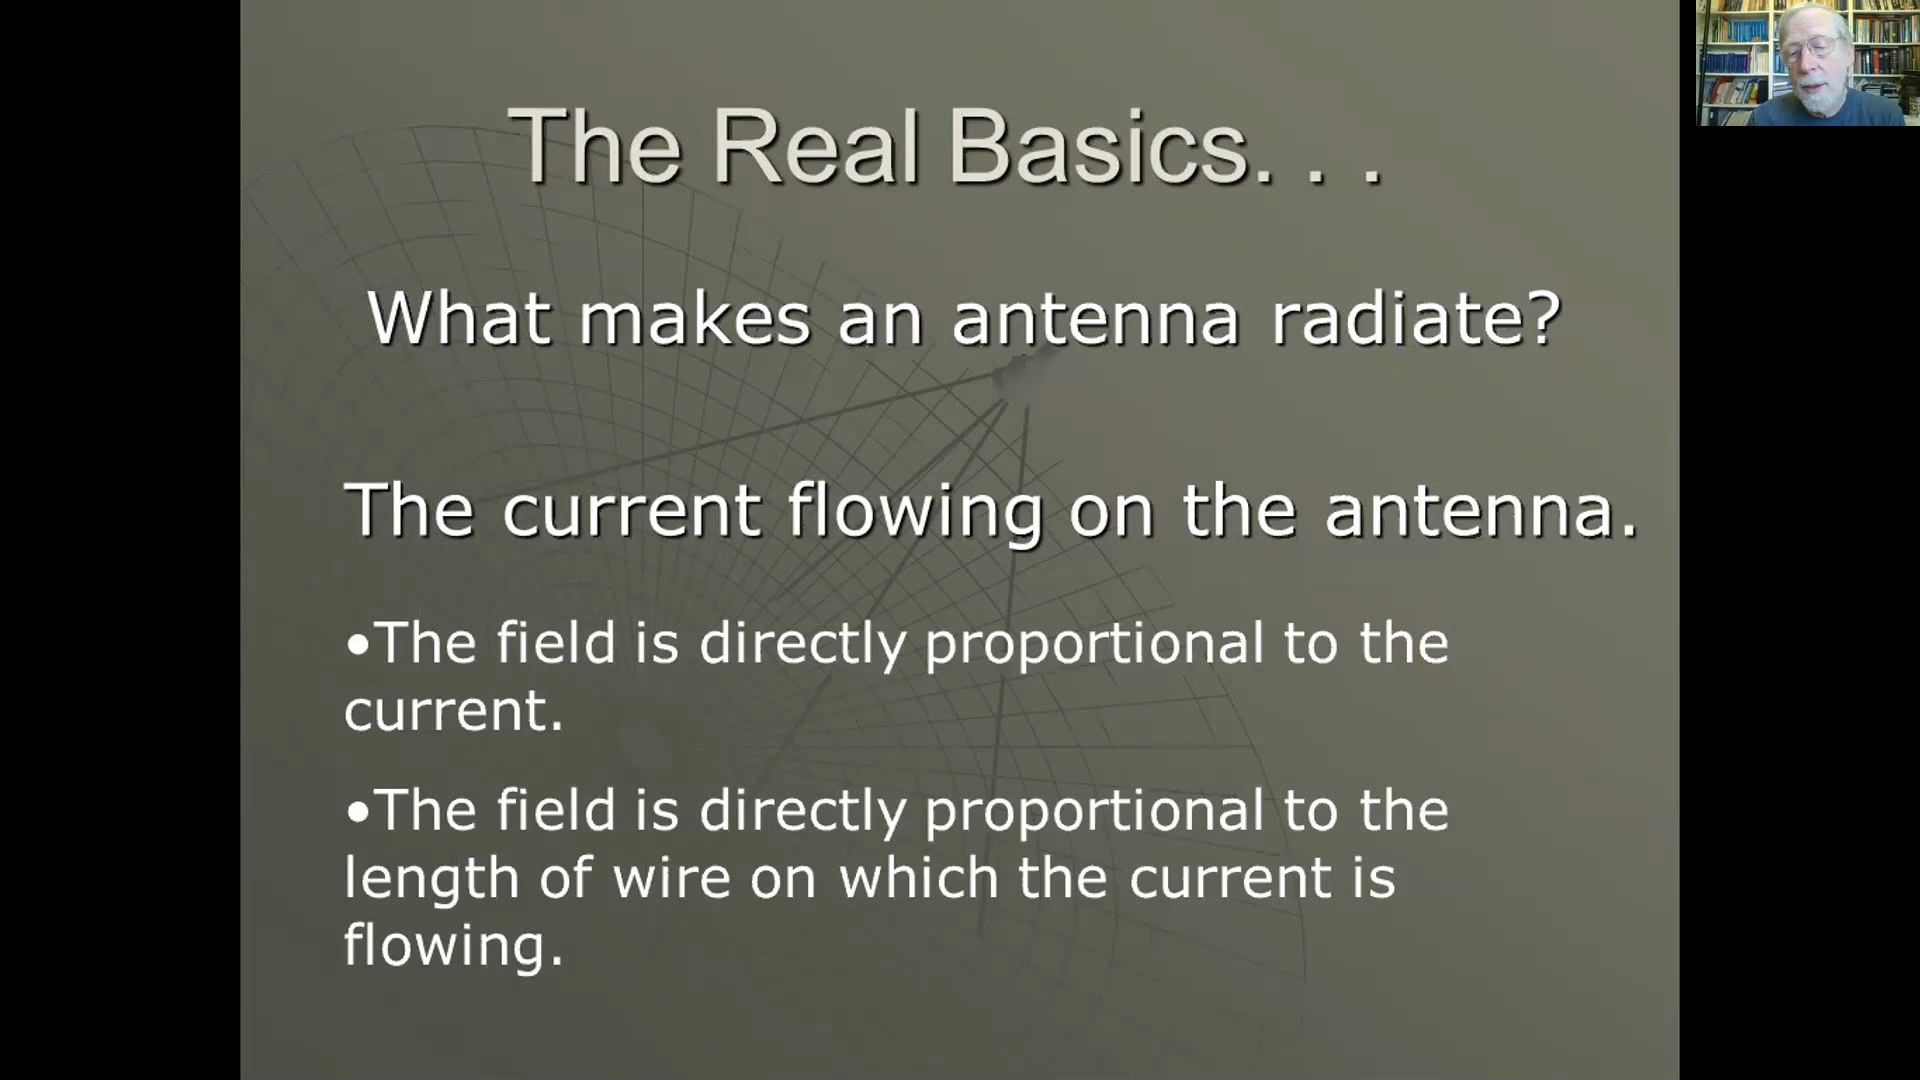 The Real Basics. . .
What makes an antenna radiate?
The current flowing on the antenna.
•The field is directly proportional to the
current.
•The field is directly proportional to the
length of wire on which the current is
flowing.